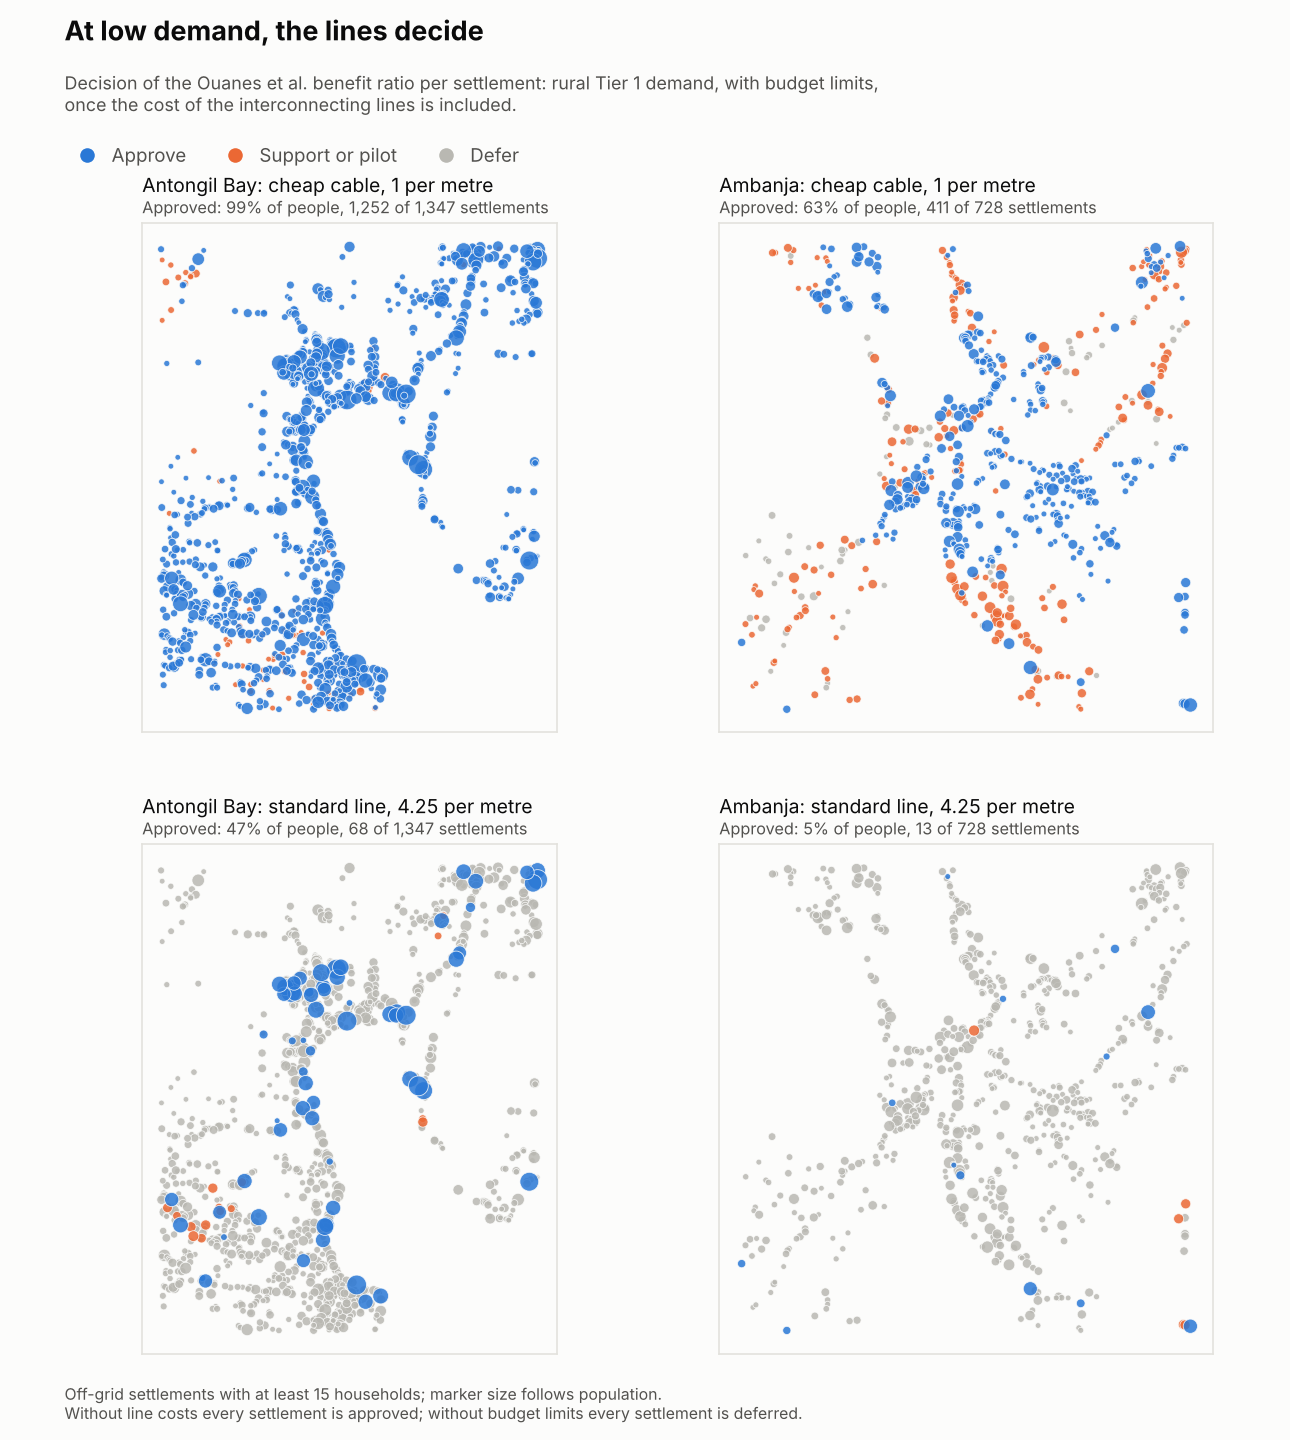 At low demand, the lines decide
Decision of the Ouanes et al. benefit ratio per settlement: rural Tier 1 demand, with budget limits,
once the cost of the interconnecting lines is included.
Approve Support or pilot Defer
Antongil Bay: cheap cable, 1 per metre
Approved: 99% of people, 1,252 of 1,347 settlements
Ambanja: cheap cable, 1 per metre
Approved: 63% of people, 411 of 728 settlements
Antongil Bay: standard line, 4.25 per metre
Approved: 47% of people, 68 of 1,347 settlements
Ambanja: standard line, 4.25 per metre
Approved: 5% of people, 13 of 728 settlements
Off-grid settlements with at least 15 households; marker size follows population.
Without line costs every settlement is approved; without budget limits every settlement is deferred.